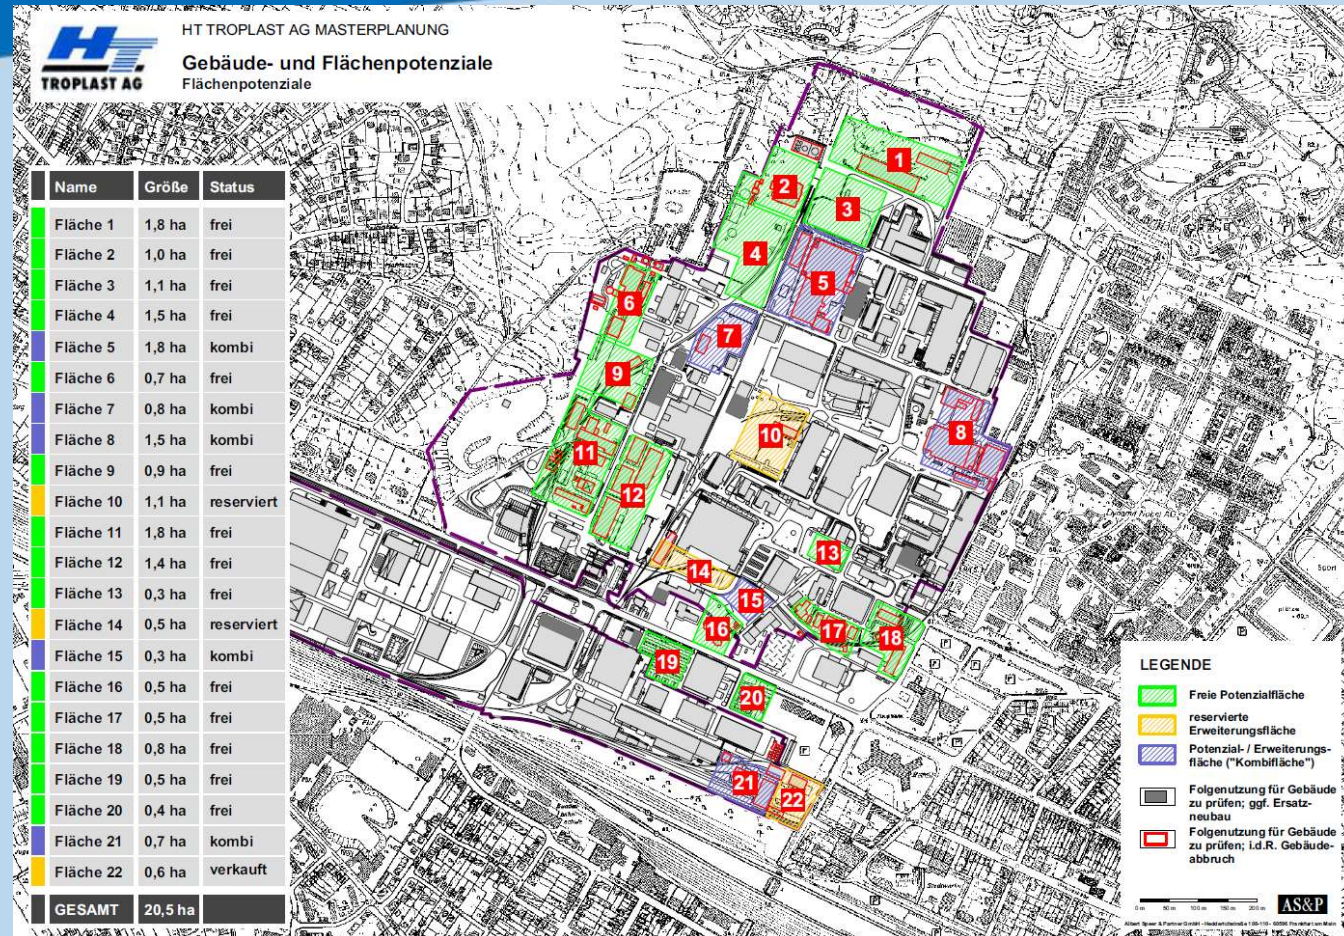 HT TROPLAST AG MASTERPLANUNG
HT
TROPLAST AG
Gebäude- und Flächenpotenziale
Flächenpotenziale
Name Größe Status
Fläche 1 1,8 ha frei
Fläche 2 1,0 ha frei
Fläche 3 1,1 ha frei
Fläche 4 1,5 ha frei
Fläche 5 1,8 ha kombi
Fläche 6 0,7 ha frei
Fläche 7 0,8 ha kombi
Fläche 8 1,5 ha kombi
Fläche 9 0,9 ha frei
Fläche 10 1,1 ha reserviert
Fläche 11 1,8 ha frei
Fläche 12 1,4 ha frei
Fläche 13 0,3 ha frei
Fläche 14 0,5 ha reserviert
Fläche 15 0,3 ha kombi
Fläche 16 0,5 ha frei
Fläche 17 0,5 ha frei
Fläche 18 0,8 ha frei
Fläche 19 0,5 ha frei
Fläche 20 0,4 ha frei
Fläche 21 0,7 ha kombi
Fläche 22 0,6 ha verkauft
GESAMT 20,5 ha
1
2
3
4
5
6
7
8
9
10
11
12
13
14
15
16
17
18
19
20
21
22
Sport
LEGENDE
Freie Potenzialfläche
reservierte
Erweiterungsfläche
Potenzial- / Erweiterungs-
fläche ("Kombifläche")
Folgenutzung für Gebäude
zu prüfen; ggf. Ersatz-
neubau
Folgenutzung für Gebäude
zu prüfen; i.d.R. Gebäude-
abbruch
0 m 50 m 100 m 150 m 200 m
AS&P